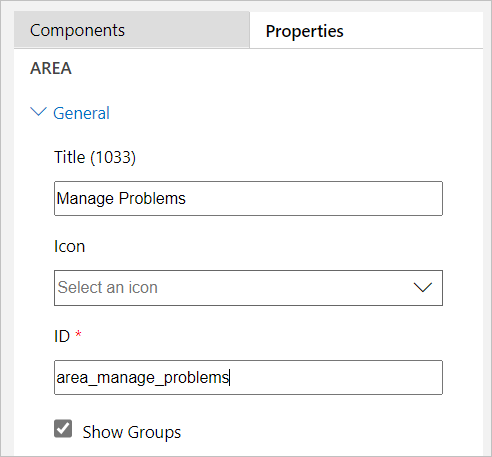 Components Properties
AREA
General
Title (1033)
Manage Problems
Icon
Select an icon
ID *
area_manage_problems
Show Groups